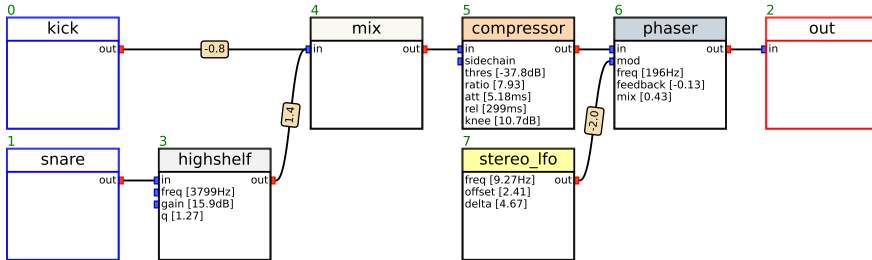 0
kick
out
-0.8
4
mix
in
out
5
compressor
in
out
sidechain
thres [-37.8dB]
ratio [7.93]
att [5.18ms]
rel [299ms]
knee [10.7dB]
6
phaser
in
out
mod
freq [196Hz]
feedback [-0.13]
mix [0.43]
2
out
in
1
snare
out
3
highshelf
in
out
freq [3799Hz]
gain [15.9dB]
q [1.27]
1.4
7
stereo_lfo
freq [9.27Hz]
out
offset [2.41]
delta [4.67]
-2.0